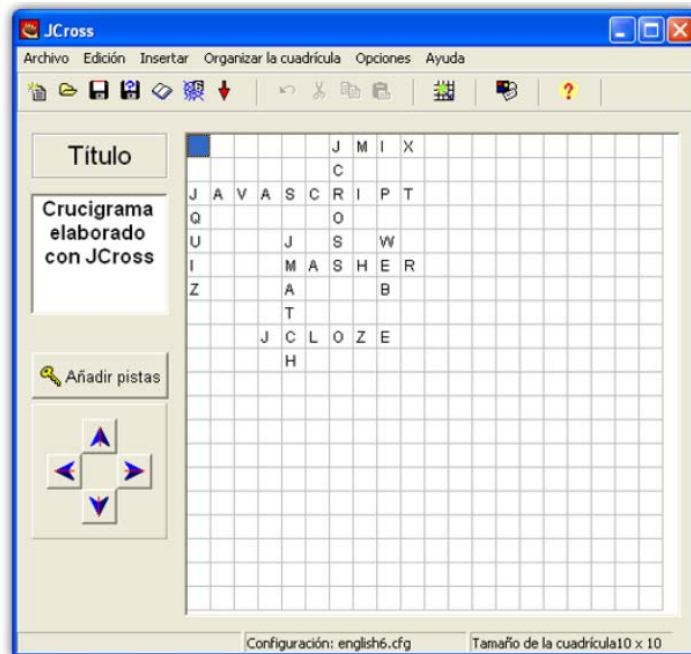 JCross
Archivo Edición Insertar Organizar la cuadrícula Opciones Ayuda
?
Título
Crucigrama
elaborado
con JCross
Añadir pistas
J M I X
C
J A V A S C R I P T
Q O
U J S W
I M A S H E R
Z A B
T
J C L O Z E
H
Configuración: english6.cfg Tamaño de la cuadrícula10 x 10